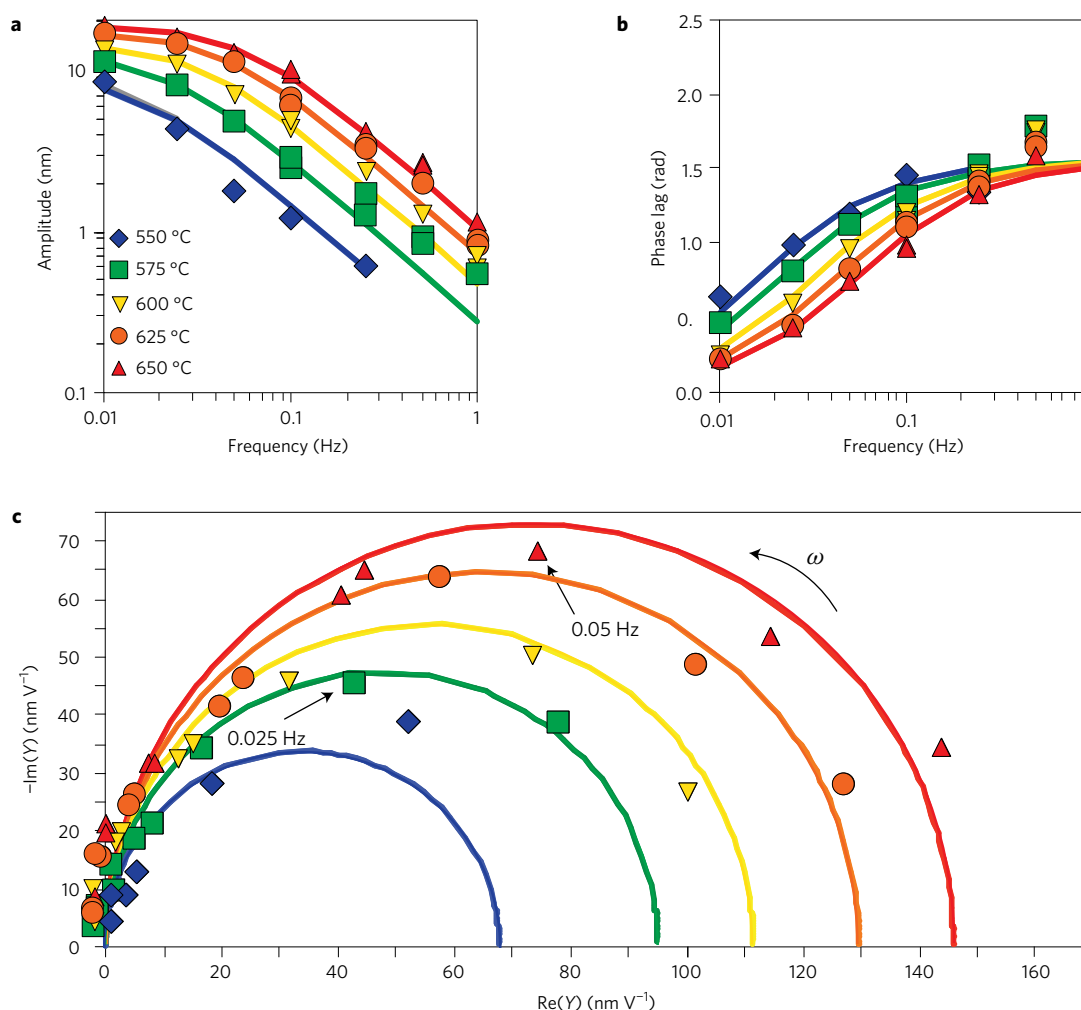 a
10
1
0.1
Amplitude (nm)
550 °C
575 °C
600 °C
625 °C
650 °C
0.01
0.1
1
Frequency (Hz)
b
2.5
2.0
1.5
1.0
0.
0.0
Phase lag (rad)
0.01
0.1
Frequency (Hz)
c
70
60
50
40
30
20
10
0
–Im(Y) (nm V⁻¹)
ω
0.05 Hz
0.025 Hz
0
20
40
60
80
100
120
140
160
Re(Y) (nm V⁻¹)